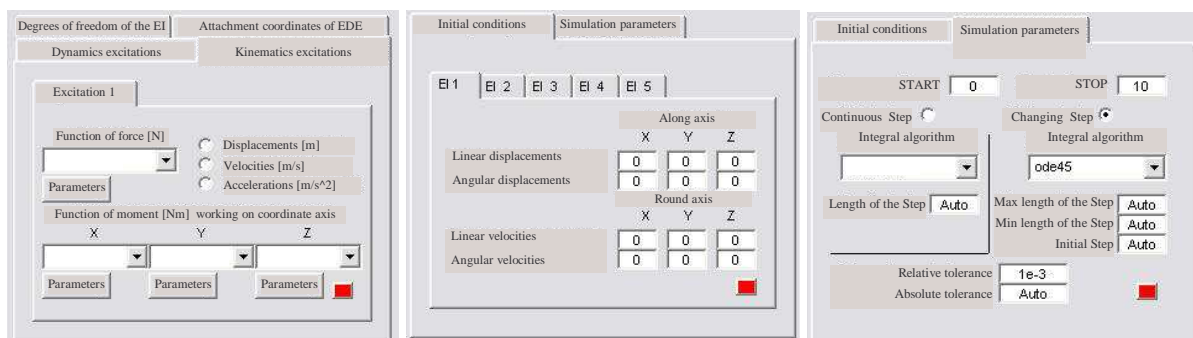 Degrees of freedom of the EI Attachment coordinates of EDE
Dynamics excitations Kinematics excitations
Excitation 1
Function of force [N]
Displacements [m]
Velocities [m/s]
Accelerations [m/s^2]
Parameters
Function of moment [Nm] working on coordinate axis
X Y Z
Parameters Parameters Parameters
Initial conditions Simulation parameters
EI 1 EI 2 EI 3 EI 4 EI 5
Along axis
X Y Z
Linear displacements 0 0 0
Angular displacements 0 0 0
Round axis
X Y Z
Linear velocities 0 0 0
Angular velocities 0 0 0
Initial conditions Simulation parameters
START 0 STOP 10
Continuous Step Changing Step
Integral algorithm Integral algorithm
ode45
Length of the Step Auto Max length of the Step Auto
Min length of the Step Auto
Initial Step Auto
Relative tolerance 1e-3
Absolute tolerance Auto